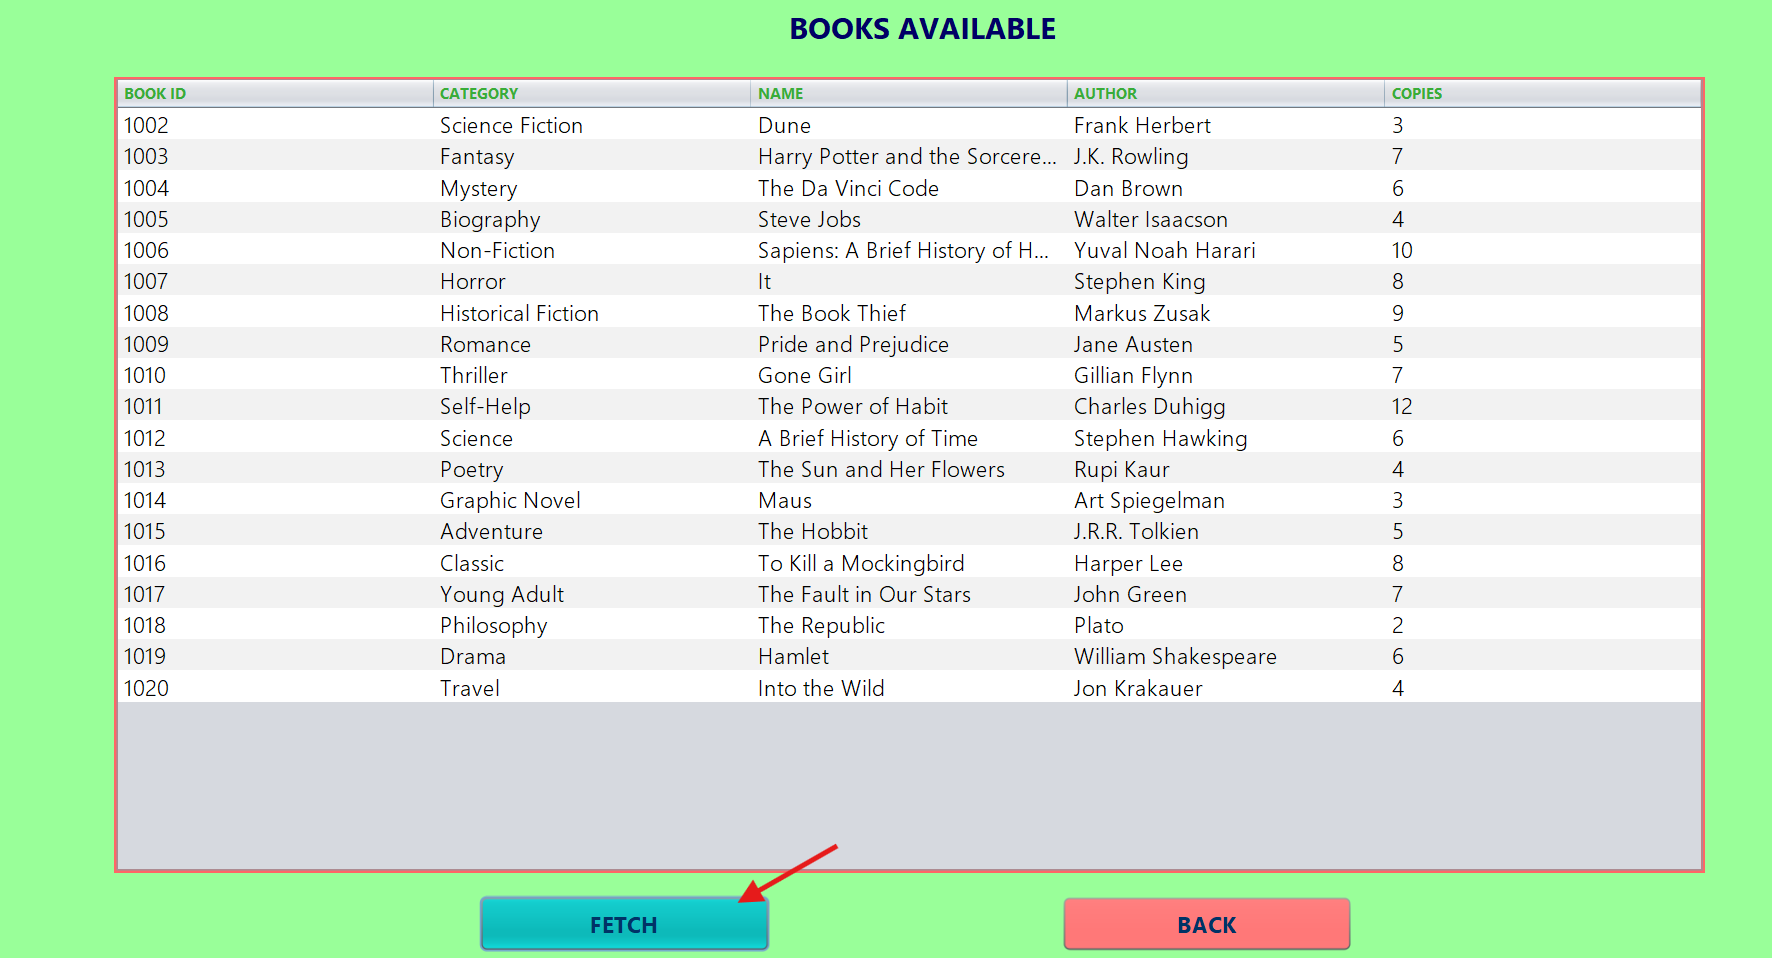 BOOKS AVAILABLE
BOOK ID CATEGORY NAME AUTHOR COPIES
1002 Science Fiction Dune Frank Herbert 3
1003 Fantasy Harry Potter and the Sorcere... J.K. Rowling 7
1004 Mystery The Da Vinci Code Dan Brown 6
1005 Biography Steve Jobs Walter Isaacson 4
1006 Non-Fiction Sapiens: A Brief History of H... Yuval Noah Harari 10
1007 Horror It Stephen King 8
1008 Historical Fiction The Book Thief Markus Zusak 9
1009 Romance Pride and Prejudice Jane Austen 5
1010 Thriller Gone Girl Gillian Flynn 7
1011 Self-Help The Power of Habit Charles Duhigg 12
1012 Science A Brief History of Time Stephen Hawking 6
1013 Poetry The Sun and Her Flowers Rupi Kaur 4
1014 Graphic Novel Maus Art Spiegelman 3
1015 Adventure The Hobbit J.R.R. Tolkien 5
1016 Classic To Kill a Mockingbird Harper Lee 8
1017 Young Adult The Fault in Our Stars John Green 7
1018 Philosophy The Republic Plato 2
1019 Drama Hamlet William Shakespeare 6
1020 Travel Into the Wild Jon Krakauer 4
FETCH BACK